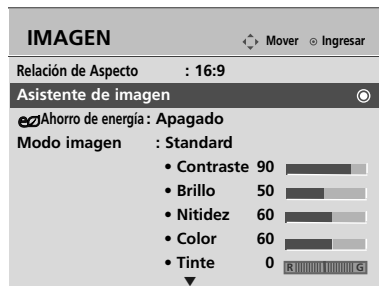 IMAGEN Mover Ingresar
Relación de Aspecto : 16:9
Asistente de imagen
eco Ahorro de energía : Apagado
Modo imagen : Standard
• Contraste 90
• Brillo 50
• Nitidez 60
• Color 60
• Tinte 0 R G